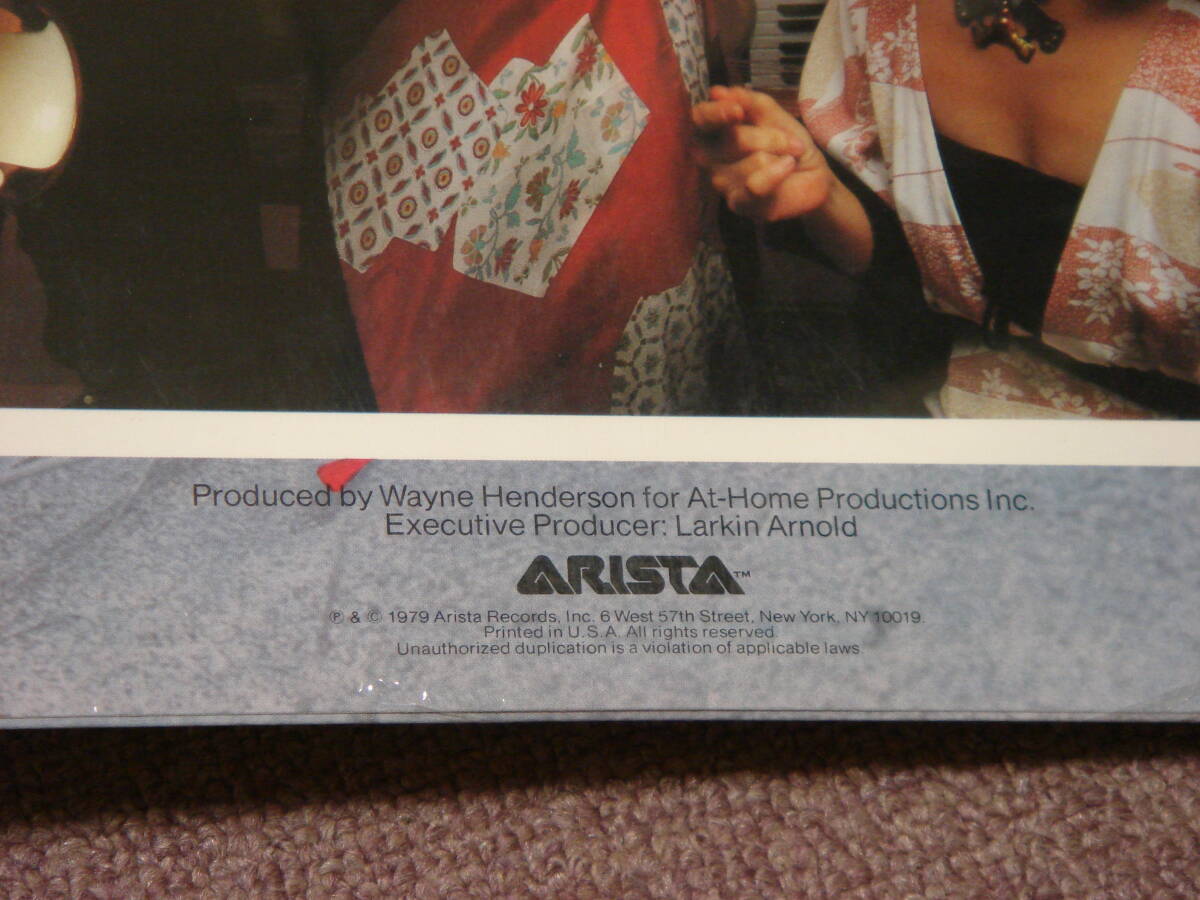 Produced by Wayne Henderson for At-Home Productions Inc.
Executive Producer: Larkin Arnold
ARISTA™
℗ & © 1979 Arista Records, Inc. 6 West 57th Street, New York, NY 10019.
Printed in U.S.A. All rights reserved.
Unauthorized duplication is a violation of applicable laws.